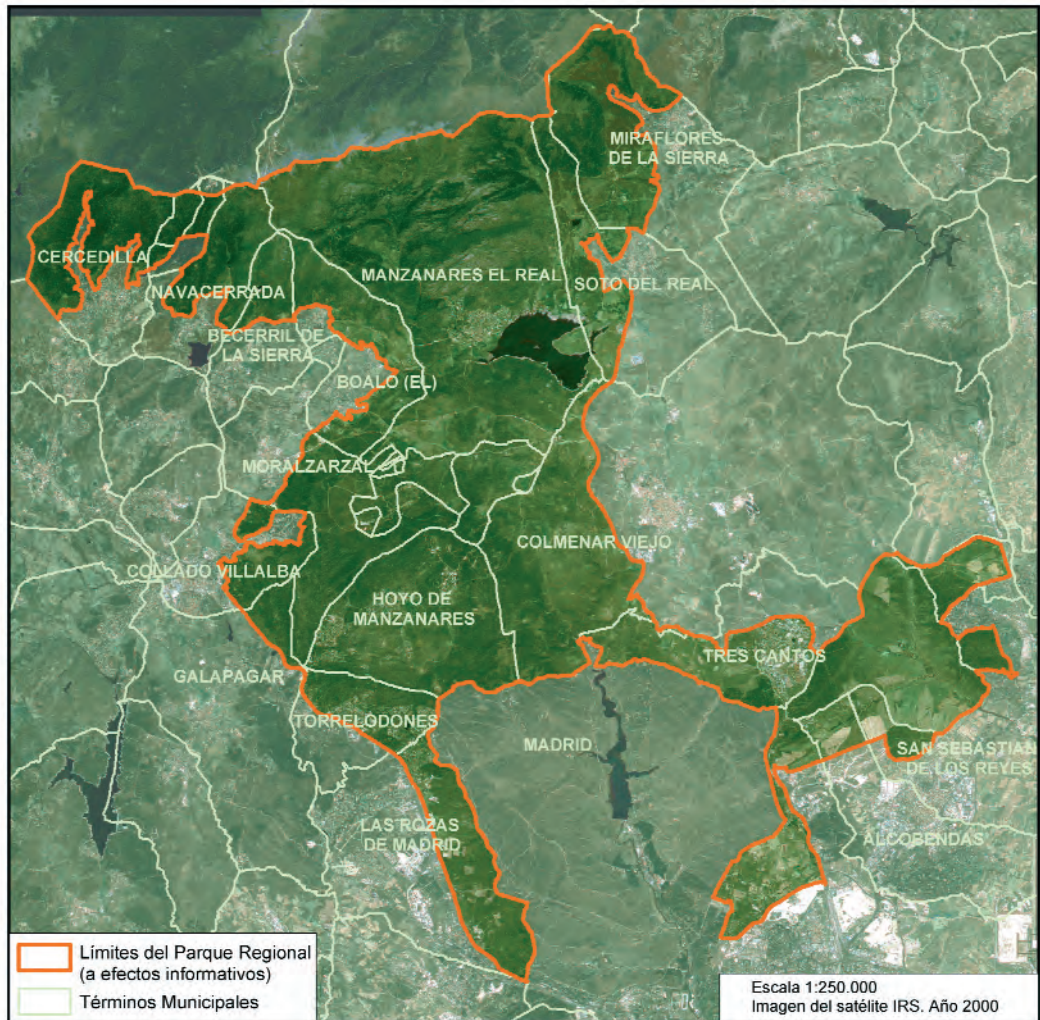 MIRAFLORES
DE LA SIERRA
CERCEDILLA
NAVACERRADA
MANZANARES EL REAL
SOTO DEL REAL
BECERRIL DE
LA SIERRA
BOALO (EL)
MORALZARZAL
COLMENAR VIEJO
COLLADO VILLALBA
HOYO DE
MANZANARES
TRES CANTOS
GALAPAGAR
TORRELODONES
MADRID
SAN SEBASTIAN
DE LOS REYES
LAS ROZAS
DE MADRID
ALCOBENDAS
Límites del Parque Regional
(a efectos informativos)
Términos Municipales
Escala 1:250.000
Imagen del satélite IRS. Año 2000